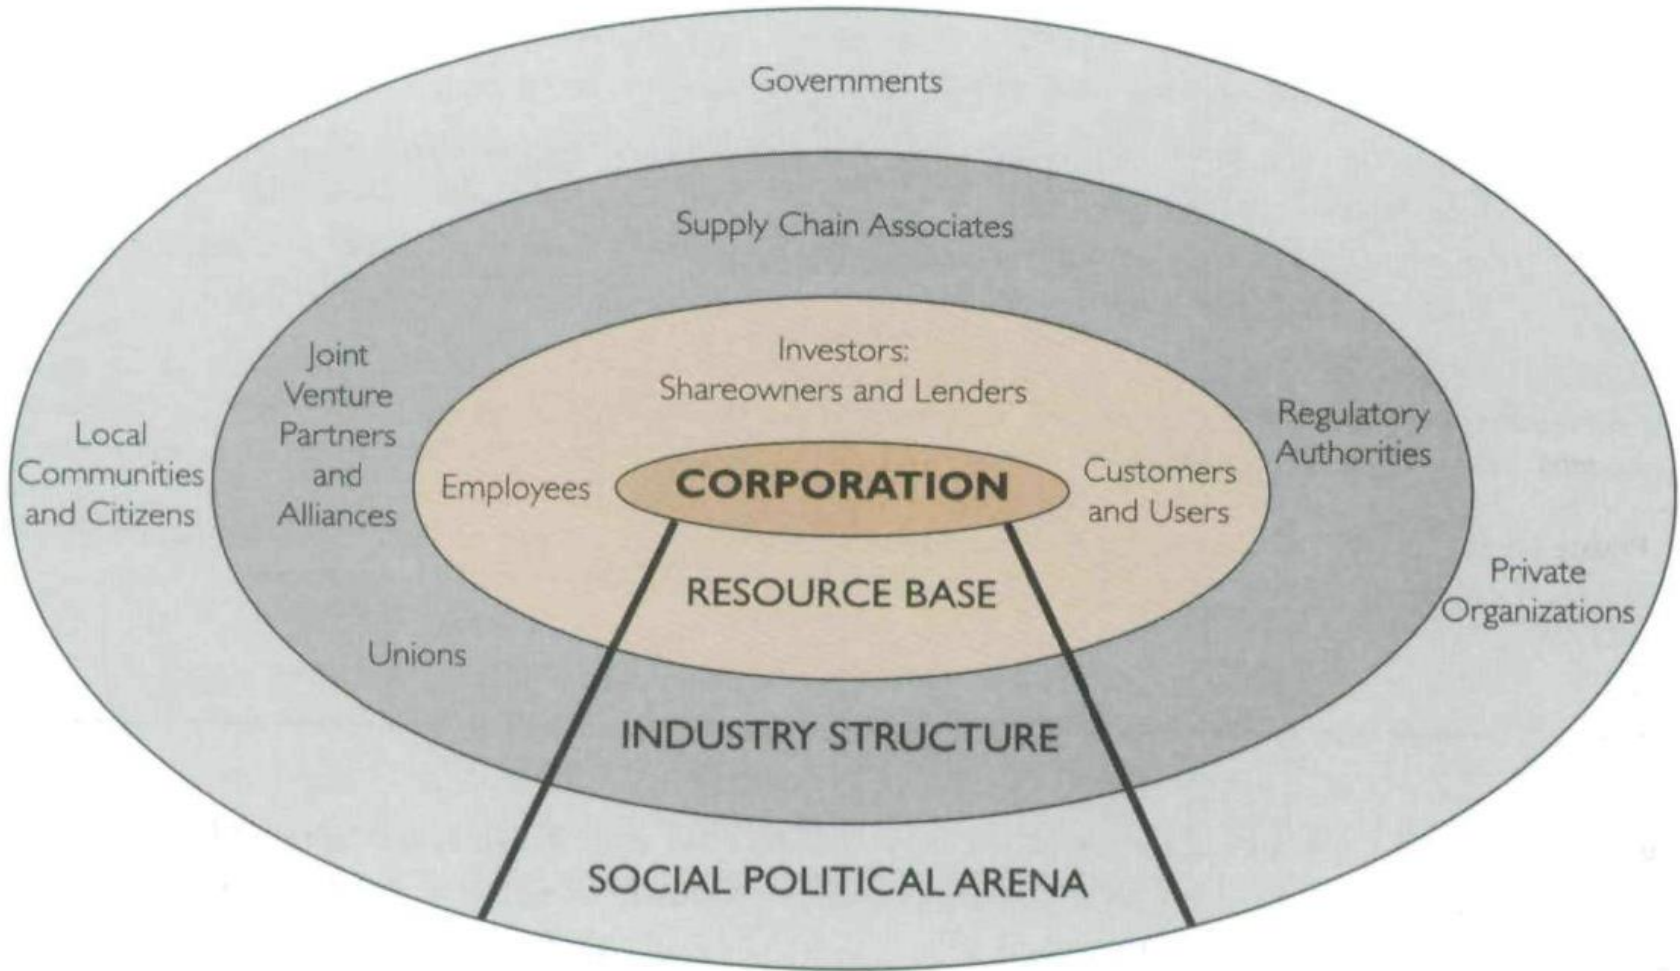 Governments
Supply Chain Associates
Joint
Venture
Partners
and
Alliances
Investors:
Shareowners and Lenders
Regulatory
Authorities
Local
Communities
and Citizens
Employees
CORPORATION
Customers
and Users
RESOURCE BASE
Private
Organizations
Unions
INDUSTRY STRUCTURE
SOCIAL POLITICAL ARENA